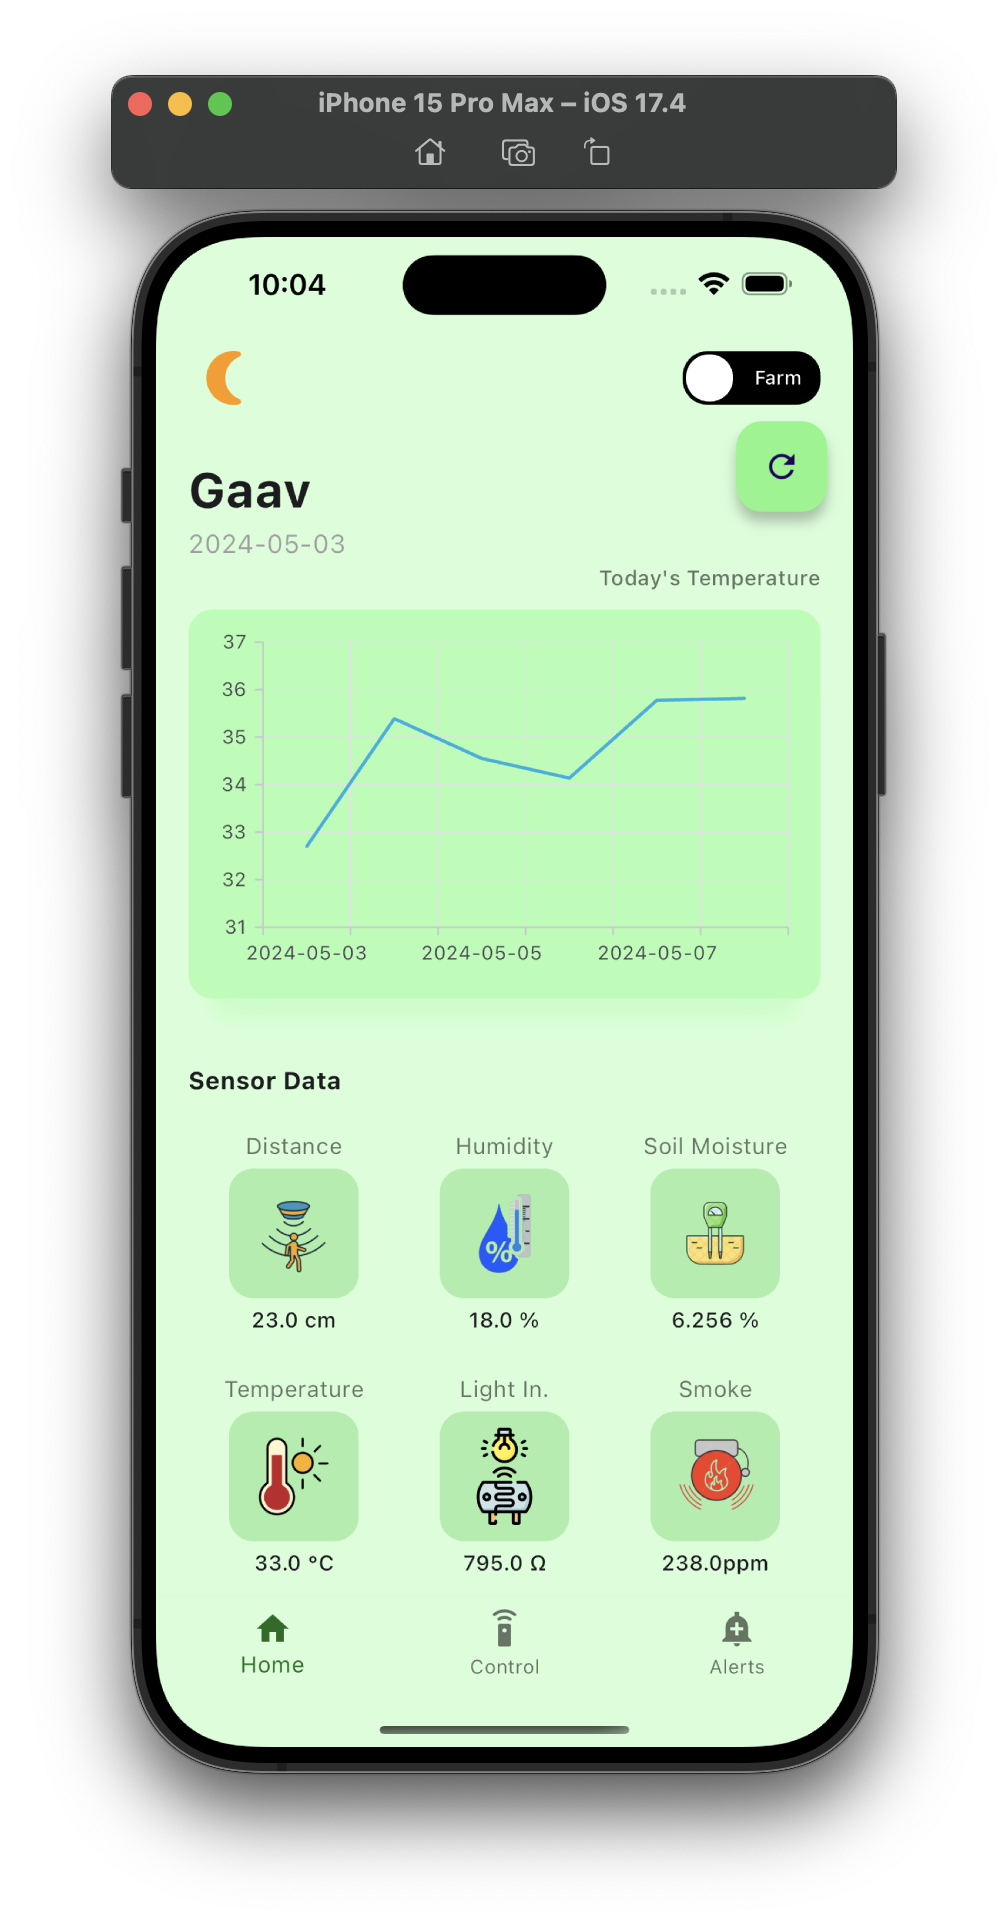 iPhone 15 Pro Max – iOS 17.4
10:04
Farm
Gaav
2024-05-03
Today's Temperature
37
36
35
34
33
32
31
2024-05-03 2024-05-05 2024-05-07
Sensor Data
Distance Humidity Soil Moisture
%
23.0 cm 18.0 % 6.256 %
Temperature Light In. Smoke
33.0 °C 795.0 Ω 238.0ppm
Home Control Alerts